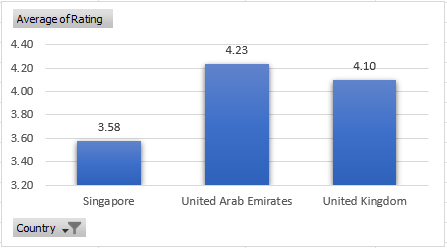 Average of Rating
4.40
4.20
4.00
3.80
3.60
3.40
3.20
3.58
4.23
4.10
Singapore
United Arab Emirates
United Kingdom
Country